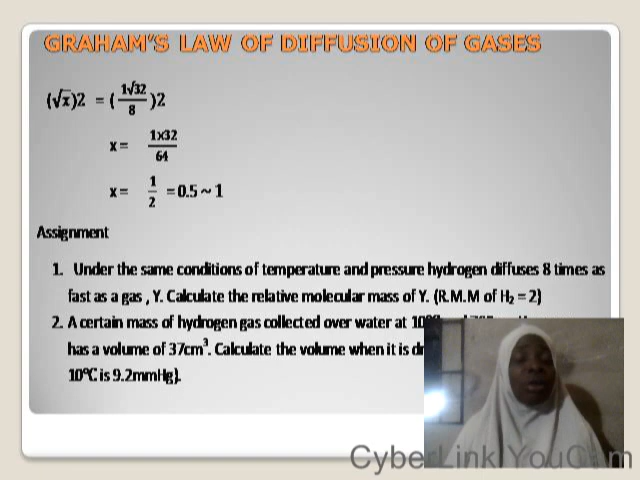 GRAHAM'S LAW OF DIFFUSION OF GASES
(√x)2 = (1√32/8)2
x = 1x32/64
x = 1/2 = 0.5 ~ 1
Assignment
1. Under the same conditions of temperature and pressure hydrogen diffuses 8 times as
fast as a gas , Y. Calculate the relative molecular mass of Y. (R.M.M of H₂ = 2)
2. A certain mass of hydrogen gas collected over water at
has a volume of 37cm³. Calculate the volume when it is
10°C is 9.2mmHg).
CyberLink YouCam